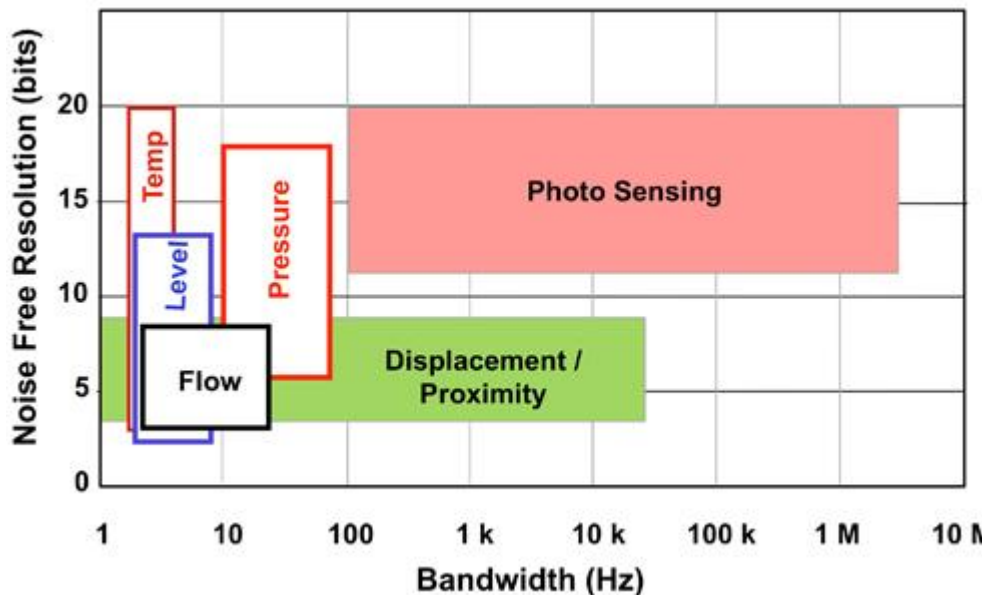 Noise Free Resolution (bits)
20
15
10
5
0
Temp
Level
Pressure
Flow
Photo Sensing
Displacement /
Proximity
1 10 100 1 k 10 k 100 k 1 M 10 M
Bandwidth (Hz)